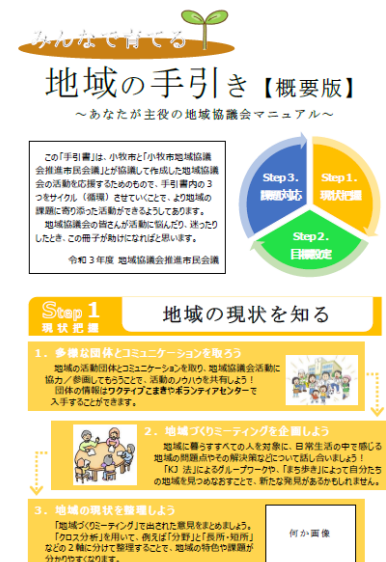 みんなで育てる
地域の手引き【概要版】
～あなたが主役の地域協議会マニュアル～
この「手引書」は、小牧市と「小牧市地域協議
会推進市民会議」とが協議して作成した地域協議
会の活動を応援するためのもので、手引書内の3
つをサイクル（循環）させていくことで、より地域の
課題に寄り添った活動ができるようしてあります。
地域協議会の皆さんが活動に悩んだり、迷ったり
したとき、この冊子が助けになればと思います。
令和3年度 地域協議会推進市民会議
Step3.
課題対応
Step1.
現状把握
Step2.
目標設定
Step 1
現状把握
地域の現状を知る
1. 多様な団体とコミュニケーションを取ろう
地域の活動団体とコミュニケーションを取り、地域協議会活動に
協力／参画してもらうことで、活動のノウハウを共有しよう！
団体の情報はワクティブこまきやボランティアセンターで
入手することができます。
2. 地域づくりミーティングを企画しよう
地域に暮らすすべての人を対象に、日常生活の中で感じる
地域の問題点やその解決策などについて話し合いましょう！
「KJ 法」によるグループワークや、「まち歩き」によって自分たち
の地域を見つめなおすことで、新たな発見があるかもしれません。
3. 地域の現状を整理しよう
「地域づくりミーティング」で出された意見をまとめましょう。
「クロス分析」を用いて、例えば「分野」と「長所・短所」
などの2軸に分けて整理することで、地域の特色や課題が
分かりやすくなります。
何か画像